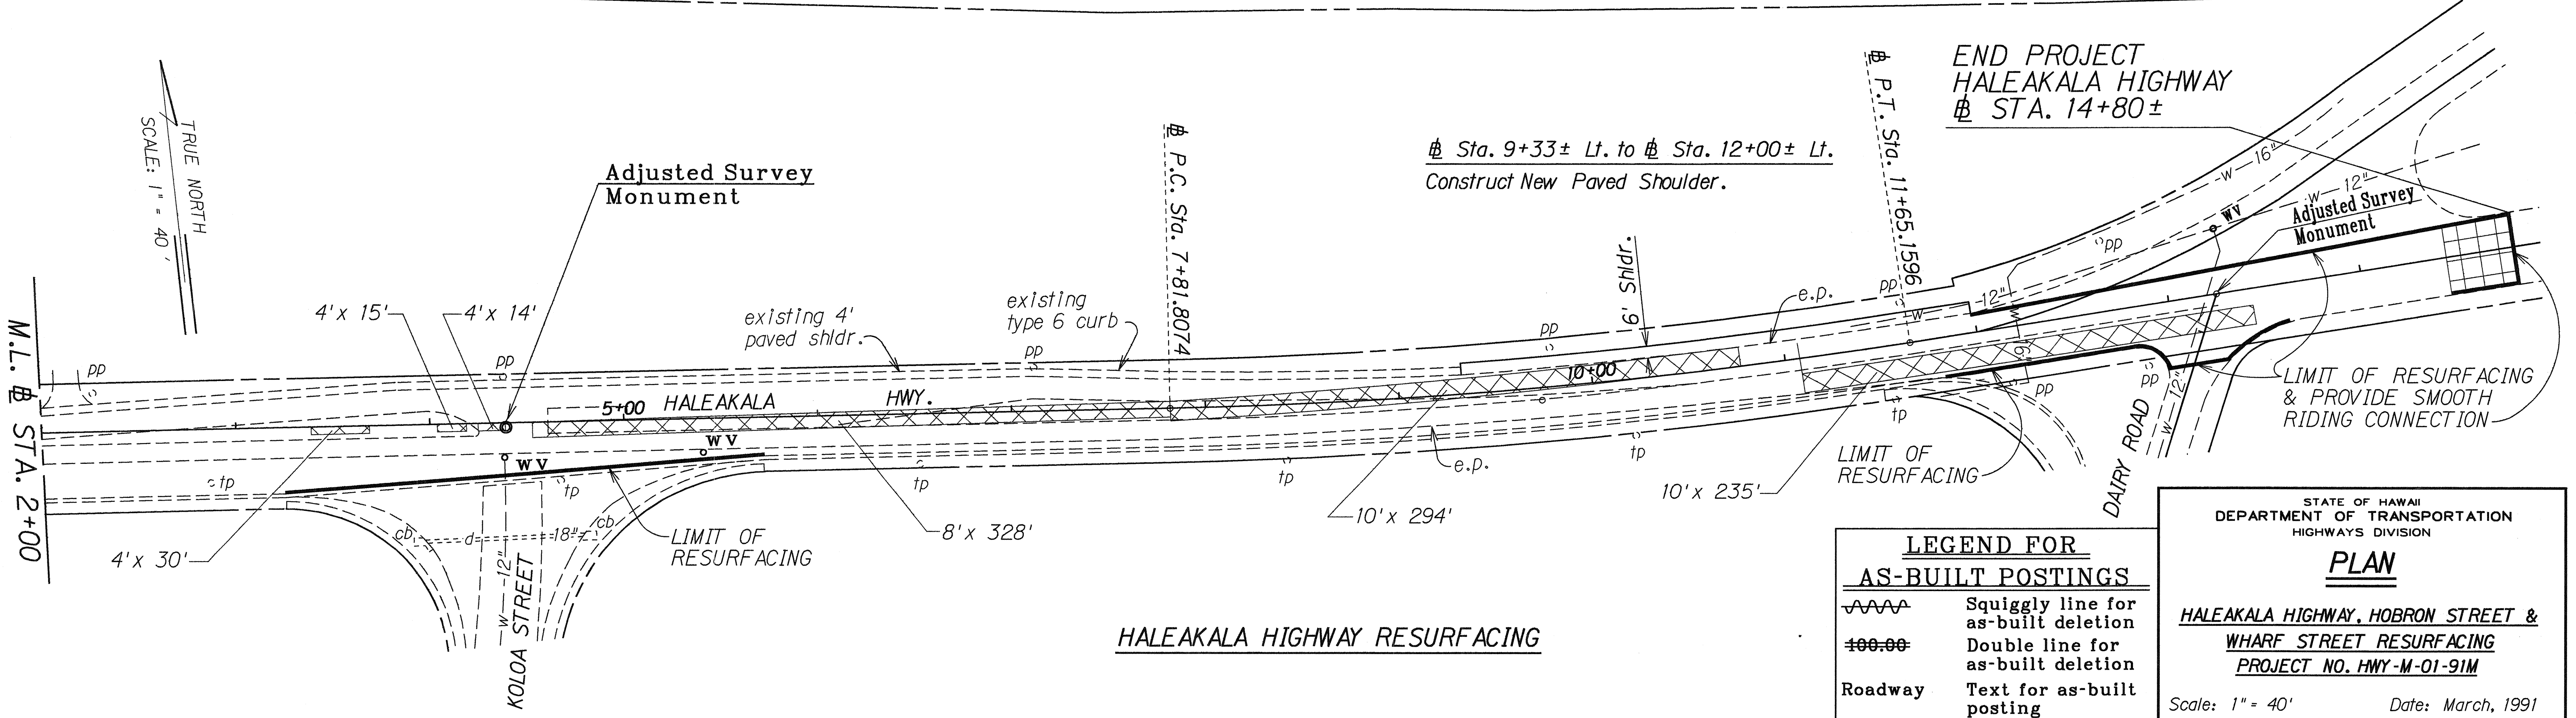 END PROJECT
HALEAKALA HIGHWAY
℄ STA. 14+80±
TRUE NORTH
SCALE: 1" = 40'
Adjusted Survey
Monument
P.C. Sta. 7+81.8074
Sta. 9+33± Lt. to Sta. 12+00± Lt.
Construct New Paved Shoulder.
P.T. Sta. 11+65.1596
16"
W
12"
W
WV
Adjusted Survey
Monument
pp
6' Shldr.
M.L. STA. 2+00
4' x 15'
4' x 14'
existing 4'
paved shldr.
existing
type 6 curb
e.p.
pp
12"
W
W
6'
pp
pp
pp
pp
5+00
HALEAKALA
HWY.
10+00
WV
WV
tp
tp
tp
tp
tp
tp
pp
pp
e.p.
LIMIT OF RESURFACING
& PROVIDE SMOOTH
RIDING CONNECTION
LIMIT OF
RESURFACING
DAIRY ROAD
W
12"
10' x 235'
10' x 294'
8' x 328'
LIMIT OF
RESURFACING
4' x 30'
cb
d
18"
cb
W
12"
KOLOA STREET
HALEAKALA HIGHWAY RESURFACING
LEGEND FOR
AS-BUILT POSTINGS
Squiggly line for
as-built deletion
100.00
Double line for
as-built deletion
Roadway
Text for as-built
posting
STATE OF HAWAII
DEPARTMENT OF TRANSPORTATION
HIGHWAYS DIVISION
PLAN
HALEAKALA HIGHWAY, HOBRON STREET &
WHARF STREET RESURFACING
PROJECT NO. HWY-M-01-91M
Scale: 1" = 40'
Date: March, 1991